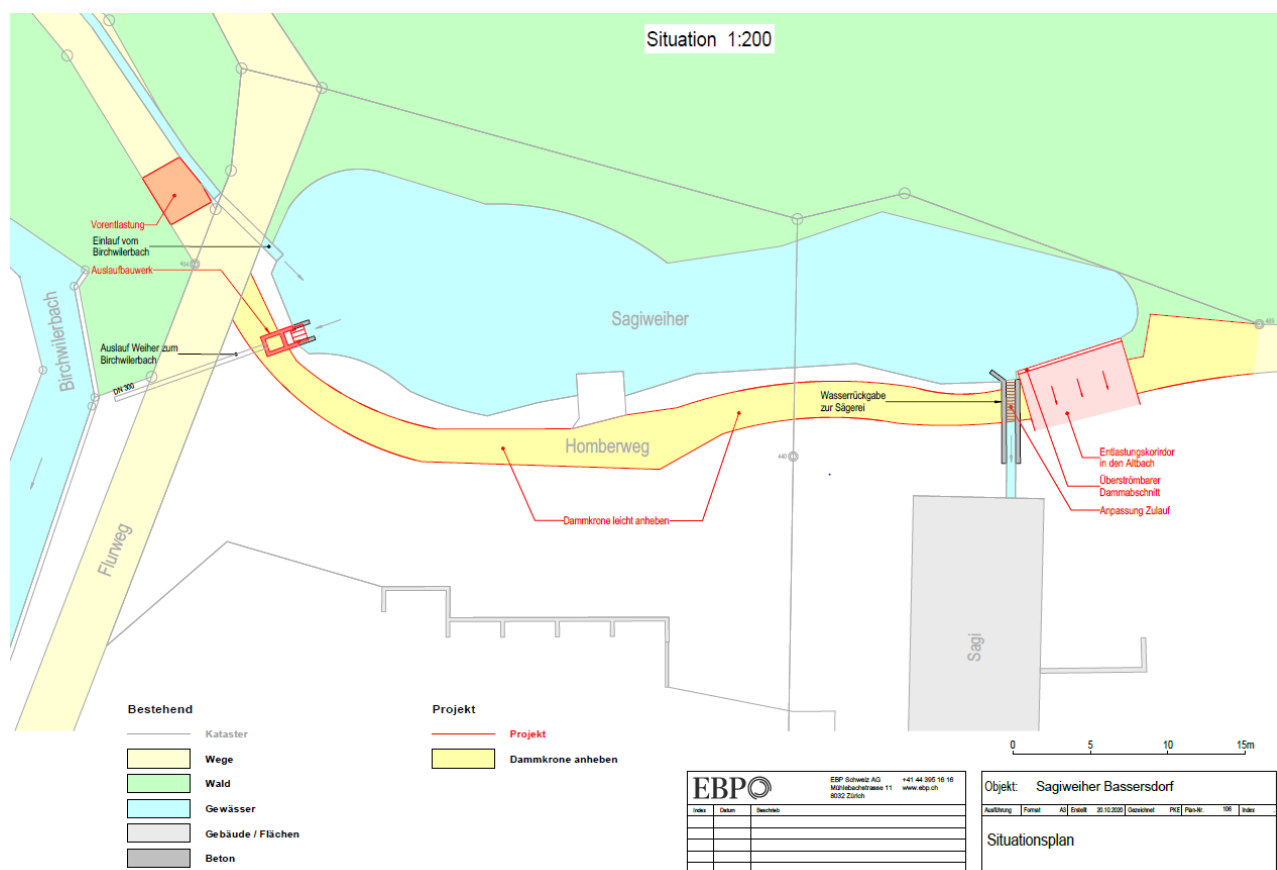 Situation 1:200
Vorentlastung
Einlauf vom
Birchwilerbach
Auslaufbauwerk
Birchwilerbach
Auslauf Weiher zum
Birchwilerbach
DN 300
Sagiweiher
Homberweg
Wasserrückgabe
zur Sägerei
Entlastungskorirdor
in den Altbach
Überströmbarer
Dammabschnitt
Anpassung Zulauf
Dammkrone leicht anheben
Flurweg
Sagi
Bestehend
Kataster
Wege
Wald
Gewässer
Gebäude / Flächen
Beton
Projekt
Projekt
Dammkrone anheben
0 5 10 15m
EBP
EBP Schweiz AG
Mühlebachstrasse 11
8032 Zürich
+41 44 395 16 16
www.ebp.ch
Index Datum Beschrieb
Objekt: Sagiweiher Bassersdorf
Ausführung Format A3 Erstellt 20.10.2020 Gezeichnet PKE Plan-Nr. 106 Index
Situationsplan